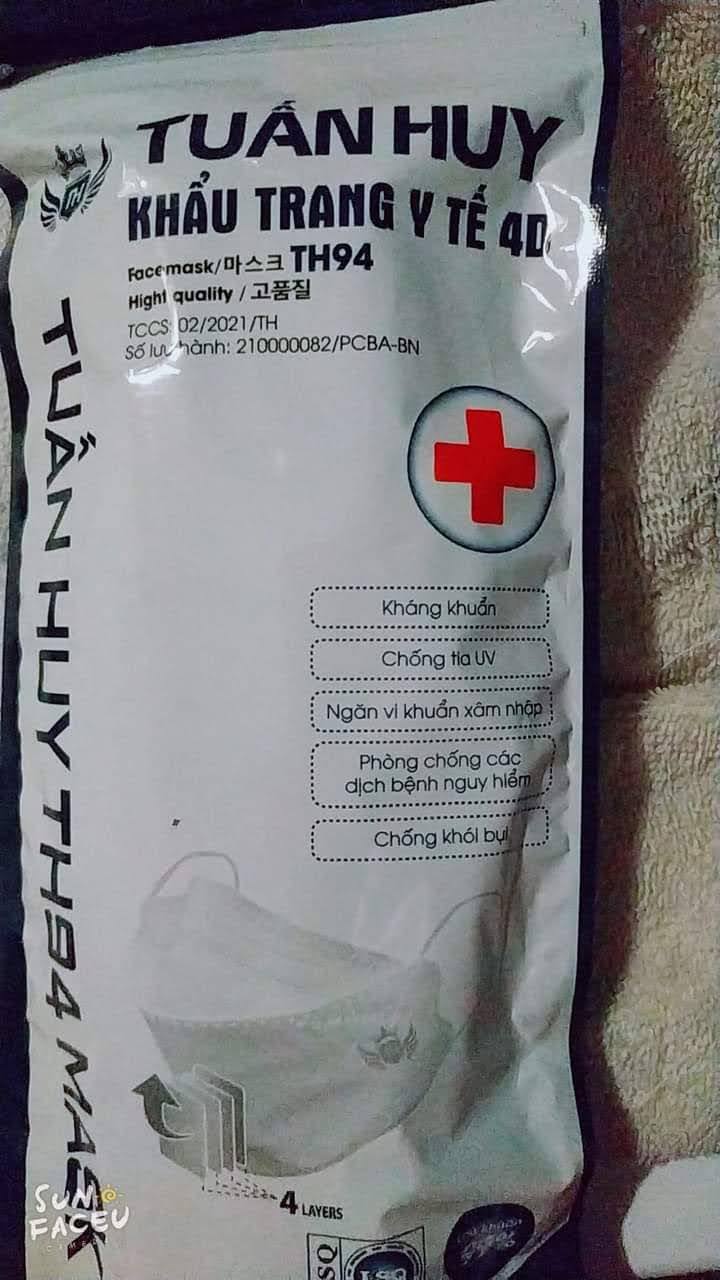 TUẤN HUY
KHẨU TRANG Y TẾ 4D
Facemask/마스크 TH94
Hight quality / 고품질
TCCS: 02/2021/TH
Số lưu hành: 210000082/PCBA-BN
TUẤN HUY TH94 MASK
Kháng khuẩn
Chống tia UV
Ngăn vi khuẩn xâm nhập
Phòng chống các
dịch bệnh nguy hiểm
Chống khói bụi
4 LAYERS
SUN
FACEU